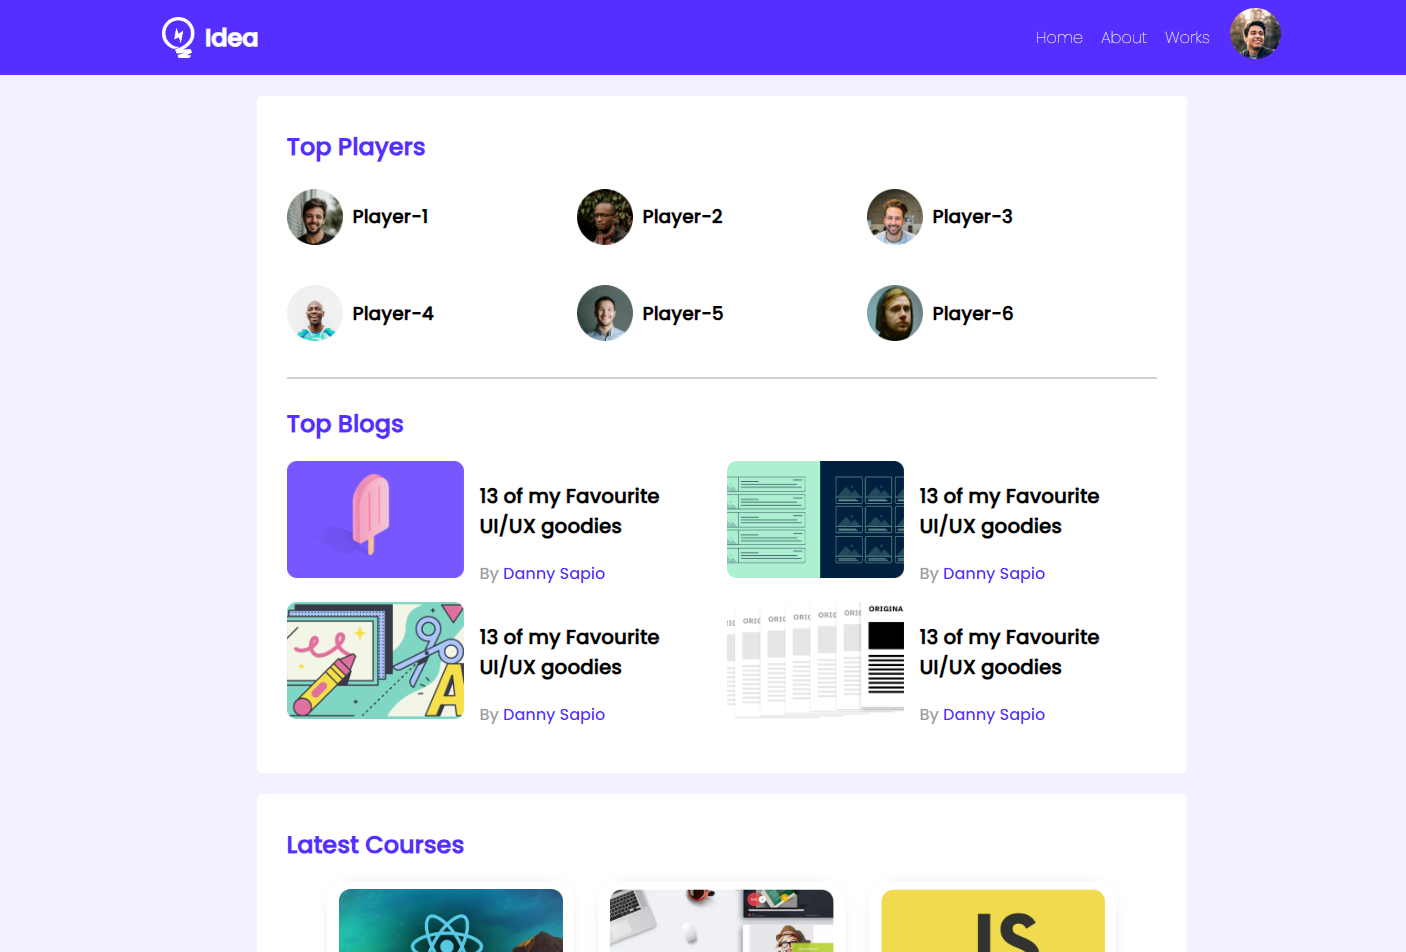 Idea
Home About Works
Top Players
Player-1 Player-2 Player-3
Player-4 Player-5 Player-6
Top Blogs
13 of my Favourite
UI/UX goodies
By Danny Sapio
13 of my Favourite
UI/UX goodies
By Danny Sapio
A
13 of my Favourite
UI/UX goodies
By Danny Sapio
ORIGINA
13 of my Favourite
UI/UX goodies
By Danny Sapio
Latest Courses
JS